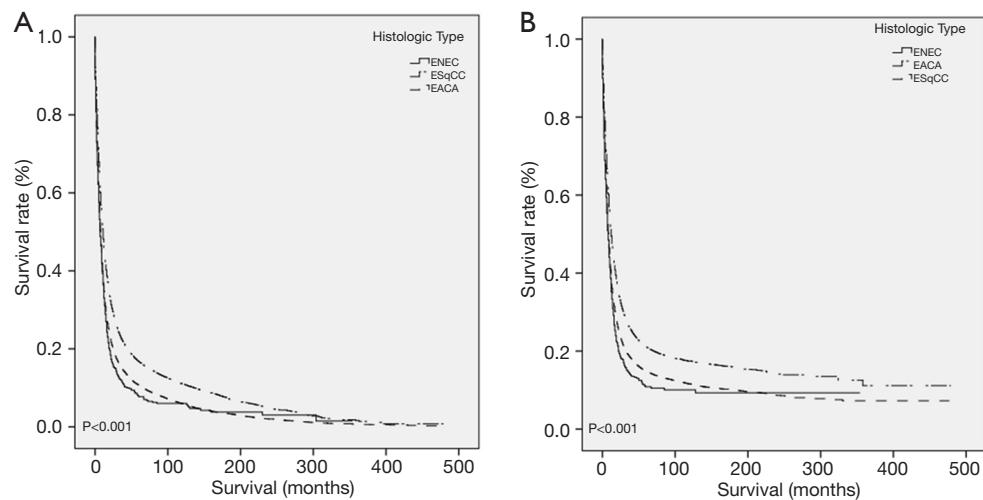 A
Histologic Type
ENEC
ESqCC
EACA
1.0
0.8
0.6
0.4
0.2
0.0
Survival rate (%)
P<0.001
0 100 200 300 400 500
Survival (months)
B
Histologic Type
ENEC
EACA
ESqCC
1.0
0.8
0.6
0.4
0.2
0.0
Survival rate (%)
P<0.001
0 100 200 300 400 500
Survival (months)